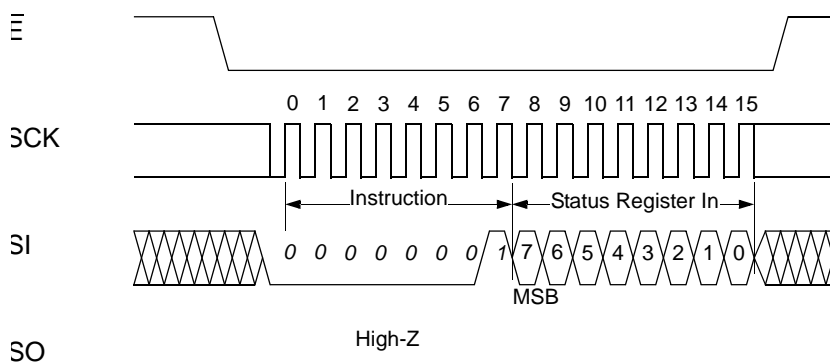 E
0 1 2 3 4 5 6 7 8 9 10 11 12 13 14 15
SCK
Instruction Status Register In
SI
0 0 0 0 0 0 0 1 7 6 5 4 3 2 1 0
MSB
High-Z
SO